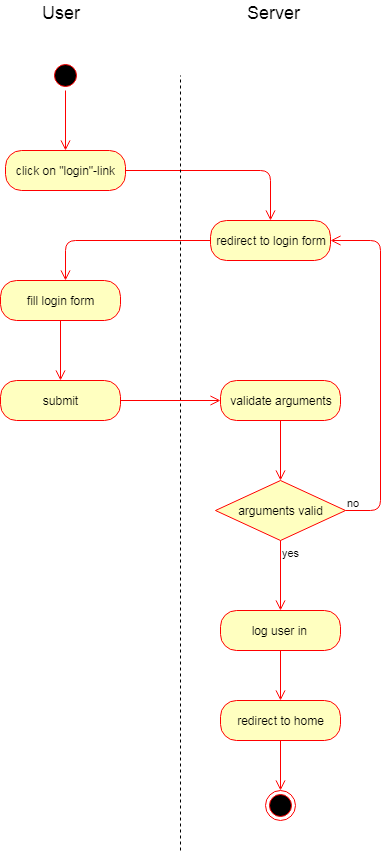 User
Server
click on "login"-link
redirect to login form
fill login form
submit
validate arguments
arguments valid
no
yes
log user in
redirect to home